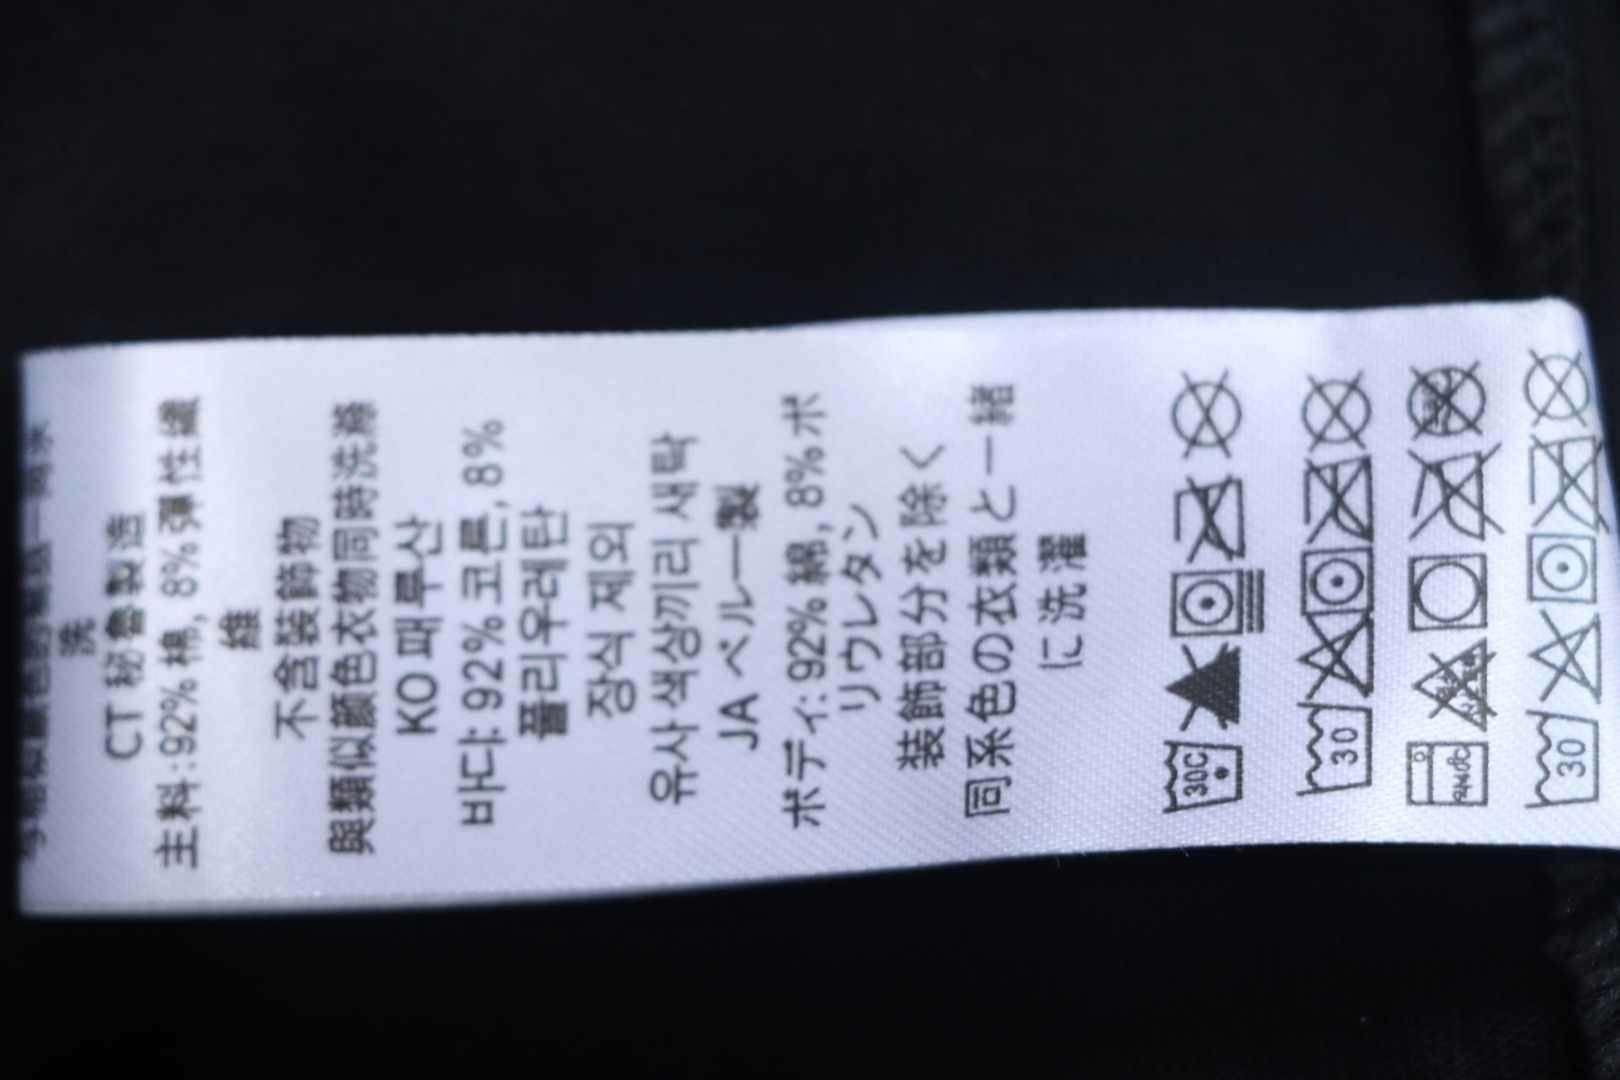 洗
CT 秘魯製造
主料:92% 棉, 8% 彈性纖
維
不含裝飾物
與類似顏色衣物同時洗滌
KO 페루산
바디: 92% 코튼, 8%
폴리우레탄
장식 제외
유사 색상끼리 세탁
JA ペルー製
ボディ: 92% 綿, 8% ポ
リウレタン
装飾部分を除く
同系色の衣類と一緒
に洗濯
30C
30
30